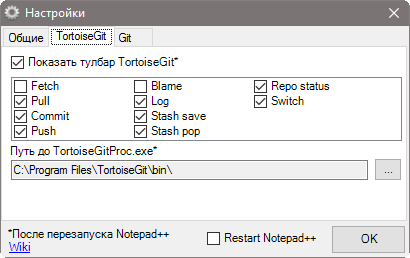 Настройки
Общие TortoiseGit Git
Показать тулбар TortoiseGit*
Fetch Blame Repo status
Pull Log Switch
Commit Stash save
Push Stash pop
Путь до TortoiseGitProc.exe*
C:\Program Files\TortoiseGit\bin\ ...
*После перезапуска Notepad++
Wiki
Restart Notepad++ OK